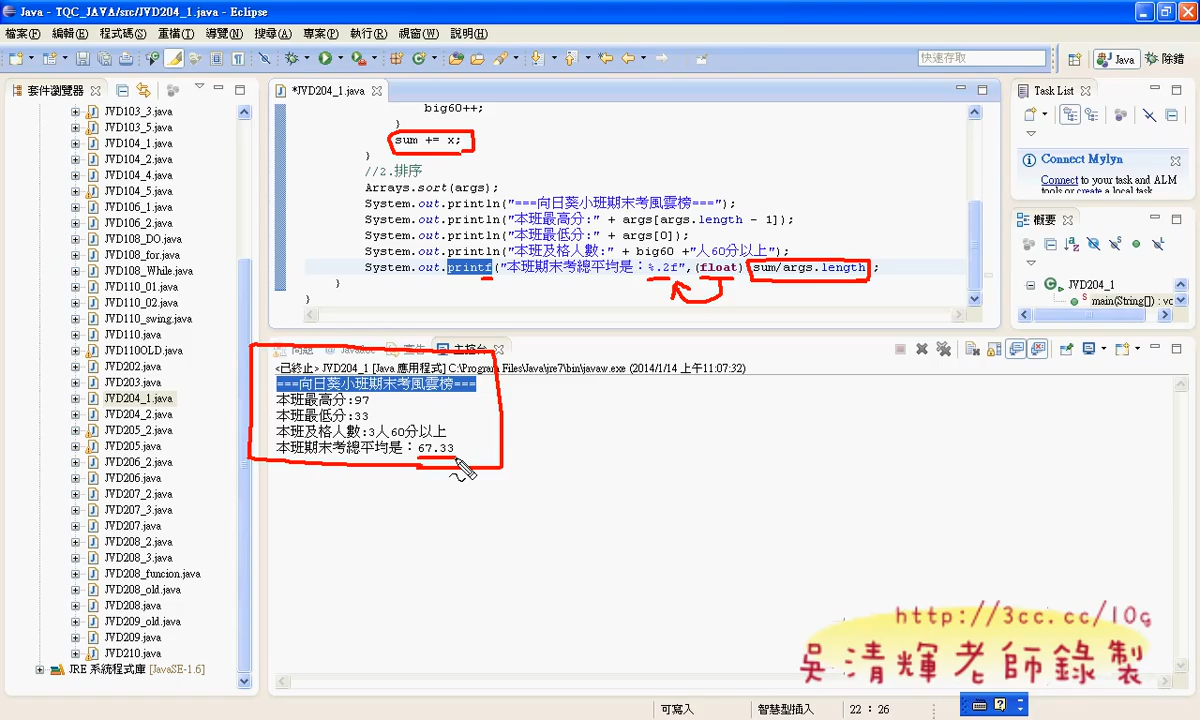 Java - TQC_JAVA/src/JVD204_1.java - Eclipse
檔案(F) 編輯(E) 程式碼(S) 重構(T) 導覽(N) 搜尋(A) 專案(P) 執行(R) 視窗(W) 說明(H)
快速存取
Java
除錯
套件瀏覽器
JVD103_3.java
JVD103_5.java
JVD104_1.java
JVD104_2.java
JVD104_4.java
JVD104_5.java
JVD106_1.java
JVD106_2.java
JVD108_DO.java
JVD108_for.java
JVD108_While.java
JVD110_01.java
JVD110_02.java
JVD110_swing.java
JVD110.java
JVD110OLD.java
JVD202.java
JVD203.java
JVD204_1.java
JVD204_2.java
JVD205_2.java
JVD205.java
JVD206_2.java
JVD206.java
JVD207_2.java
JVD207_3.java
JVD207.java
JVD208_2.java
JVD208_3.java
JVD208_funcion.java
JVD208_old.java
JVD208.java
JVD209_old.java
JVD209.java
JVD210.java
JRE 系統程式庫 [JavaSE-1.6]
*JVD204_1.java
big60++;
}
sum += x;
}
//2.排序
Arrays.sort(args);
System.out.println("===向日葵小班期末考風雲榜===");
System.out.println("本班最高分:" + args[args.length - 1]);
System.out.println("本班最低分:" + args[0]);
System.out.println("本班及格人數:" + big60 +"人60分以上");
System.out.printf("本班期末考總平均是：%.2f",(float) sum/args.length ;
}
}
Task List
Connect Mylyn
Connect to your task and ALM
tools or create a local task.
概要
JVD204_1
main(String[]) : vo
問題
主控台
<已終止> JVD204_1 [Java 應用程式] C:\Program Files\Java\jre7\bin\javaw.exe (2014/1/14 上午11:07:32)
===向日葵小班期末考風雲榜===
本班最高分:97
本班最低分:33
本班及格人數:3人60分以上
本班期末考總平均是：67.33
http://3cc.cc/10g
吳清輝老師錄製
可寫入
智慧型插入
22 : 26